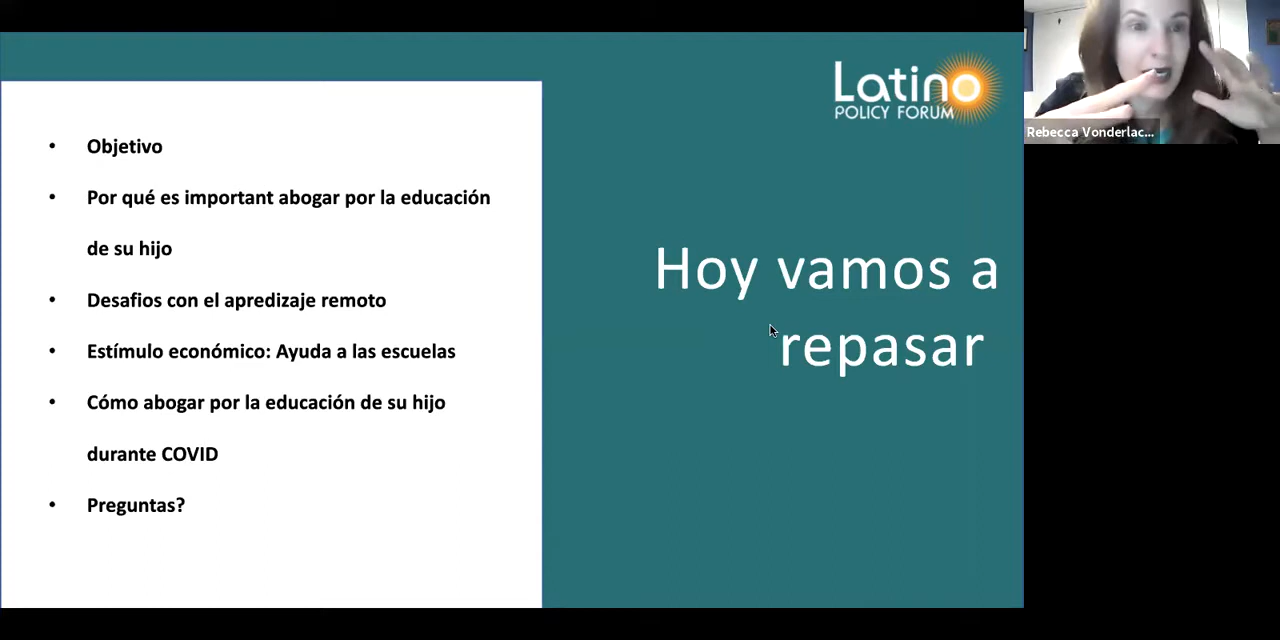 Latino
POLICY FORUM
Rebecca Vonderlac...
• Objetivo
• Por qué es important abogar por la educación
de su hijo
• Desafios con el apredizaje remoto
• Estímulo económico: Ayuda a las escuelas
• Cómo abogar por la educación de su hijo
durante COVID
• Preguntas?
Hoy vamos a
repasar